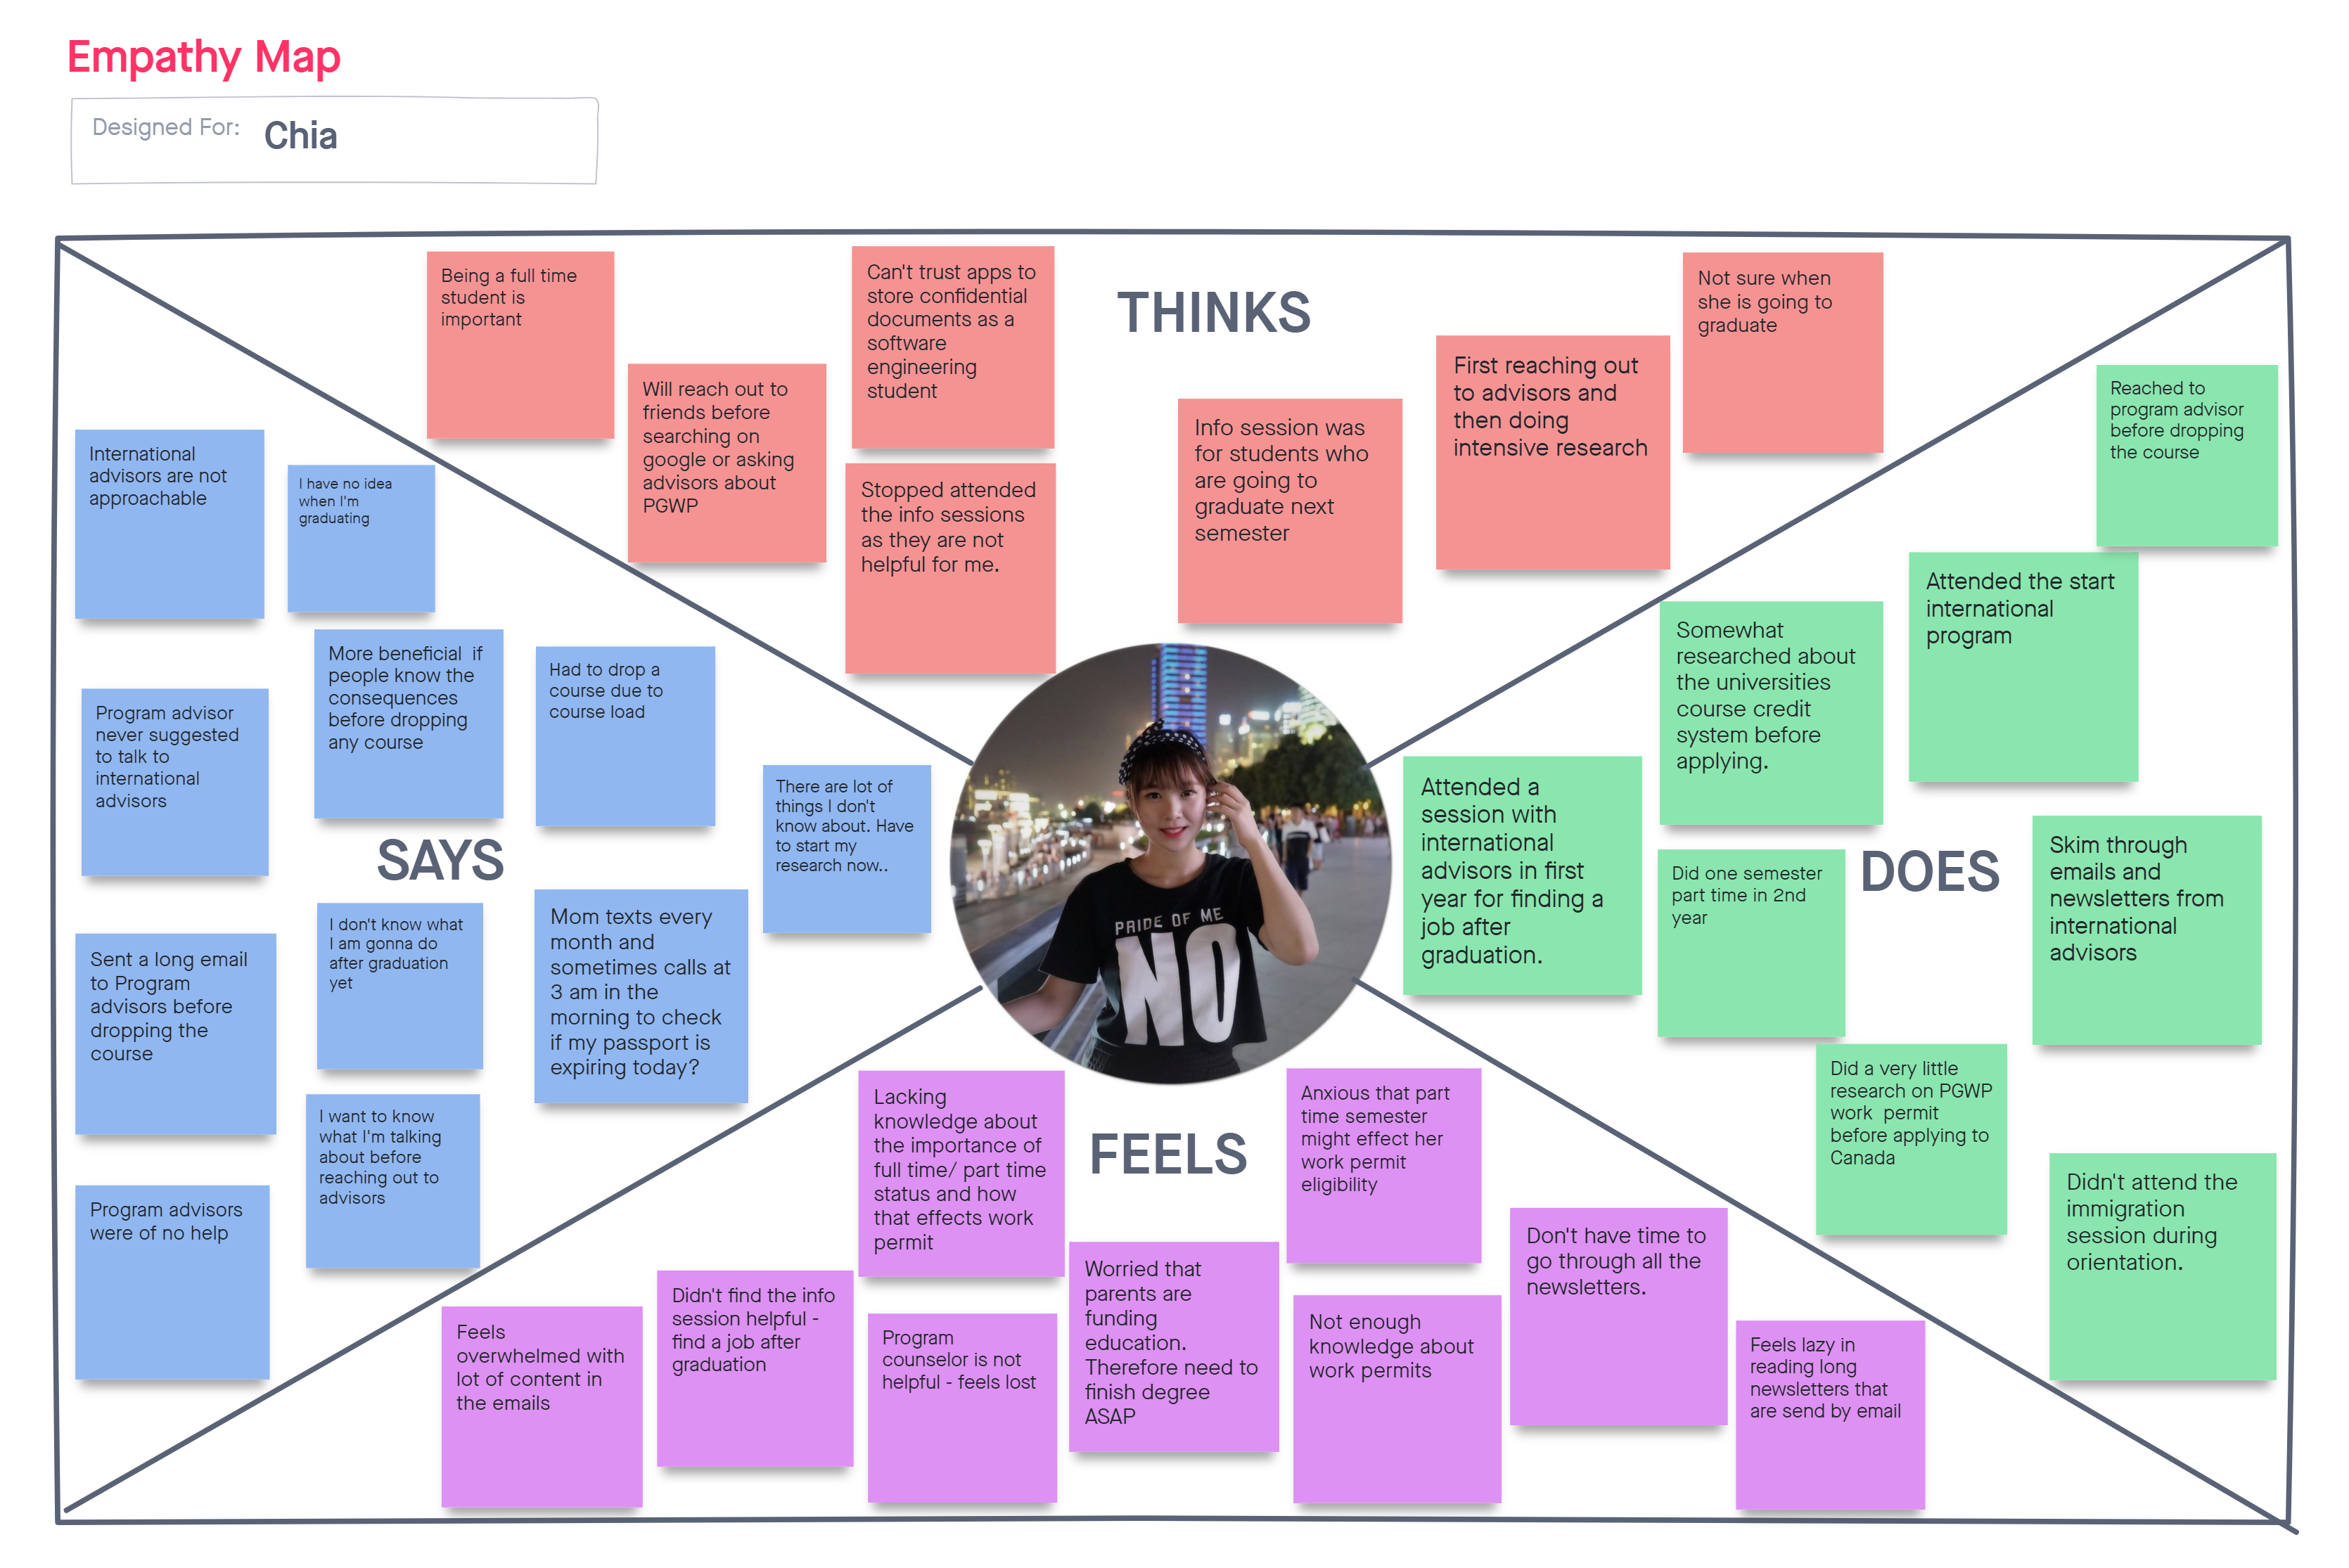 Empathy Map
Designed For: Chia
THINKS
Being a full time
student is
important
Will reach out to
friends before
searching on
google or asking
advisors about
PGWP
Can't trust apps to
store confidential
documents as a
software
engineering
student
Stopped attended
the info sessions
as they are not
helpful for me.
Info session was
for students who
are going to
graduate next
semester
First reaching out
to advisors and
then doing
intensive research
Not sure when
she is going to
graduate
SAYS
International
advisors are not
approachable
I have no idea
when I'm
graduating
More beneficial if
people know the
consequences
before dropping
any course
Had to drop a
course due to
course load
Program advisor
never suggested
to talk to
international
advisors
There are lot of
things I don't
know about. Have
to start my
research now..
I don't know what
I am gonna do
after graduation
yet
Mom texts every
month and
sometimes calls at
3 am in the
morning to check
if my passport is
expiring today?
Sent a long email
to Program
advisors before
dropping the
course
I want to know
what I'm talking
about before
reaching out to
advisors
Program advisors
were of no help
PRIDE OF ME
NO
DOES
Reached to
program advisor
before dropping
the course
Attended the start
international
program
Somewhat
researched about
the universities
course credit
system before
applying.
Attended a
session with
international
advisors in first
year for finding a
job after
graduation.
Did one semester
part time in 2nd
year
Skim through
emails and
newsletters from
international
advisors
Did a very little
research on PGWP
work permit
before applying to
Canada
Didn't attend the
immigration
session during
orientation.
FEELS
Lacking
knowledge about
the importance of
full time/ part time
status and how
that effects work
permit
Anxious that part
time semester
might effect her
work permit
eligibility
Feels
overwhelmed with
lot of content in
the emails
Didn't find the info
session helpful -
find a job after
graduation
Program
counselor is not
helpful - feels lost
Worried that
parents are
funding
education.
Therefore need to
finish degree
ASAP
Not enough
knowledge about
work permits
Don't have time to
go through all the
newsletters.
Feels lazy in
reading long
newsletters that
are send by email